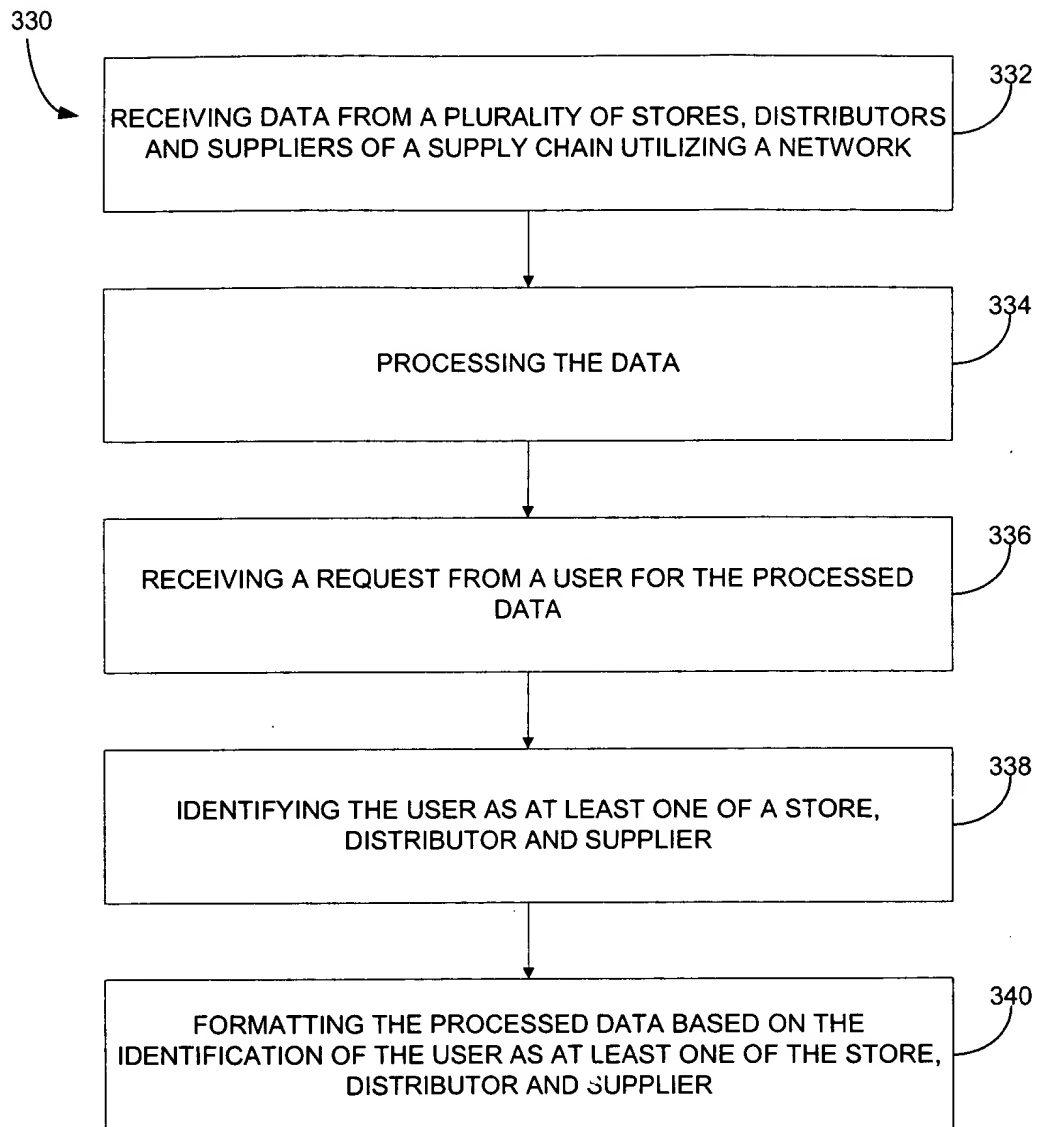 330
332
RECEIVING DATA FROM A PLURALITY OF STORES, DISTRIBUTORS
AND SUPPLIERS OF A SUPPLY CHAIN UTILIZING A NETWORK
334
PROCESSING THE DATA
336
RECEIVING A REQUEST FROM A USER FOR THE PROCESSED
DATA
338
IDENTIFYING THE USER AS AT LEAST ONE OF A STORE,
DISTRIBUTOR AND SUPPLIER
340
FORMATTING THE PROCESSED DATA BASED ON THE
IDENTIFICATION OF THE USER AS AT LEAST ONE OF THE STORE,
DISTRIBUTOR AND SUPPLIER